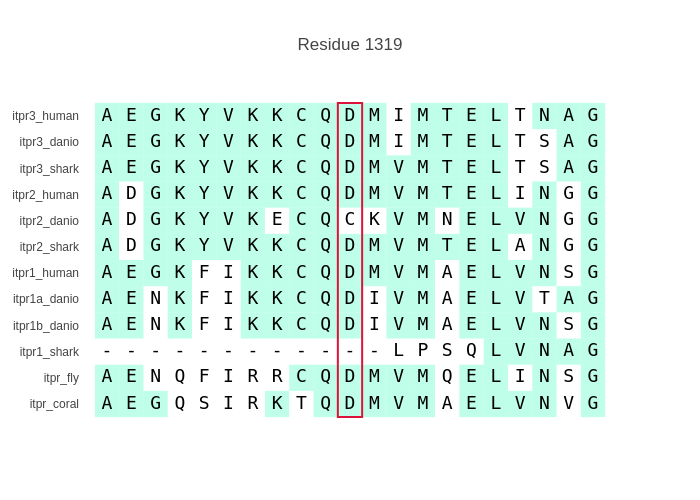 Residue 1319
itpr3_human A E G K Y V K K C Q D M I M T E L T N A G
itpr3_danio A E G K Y V K K C Q D M I M T E L T S A G
itpr3_shark A E G K Y V K K C Q D M V M T E L T S A G
itpr2_human A D G K Y V K K C Q D M V M T E L I N G G
itpr2_danio A D G K Y V K E C Q C K V M N E L V N G G
itpr2_shark A D G K Y V K K C Q D M V M T E L A N G G
itpr1_human A E G K F I K K C Q D M V M A E L V N S G
itpr1a_danio A E N K F I K K C Q D I V M A E L V T A G
itpr1b_danio A E N K F I K K C Q D I V M A E L V N S G
itpr1_shark - - - - - - - - - - - - L P S Q L V N A G
itpr_fly A E N Q F I R R C Q D M V M Q E L I N S G
itpr_coral A E G Q S I R K T Q D M V M A E L V N V G